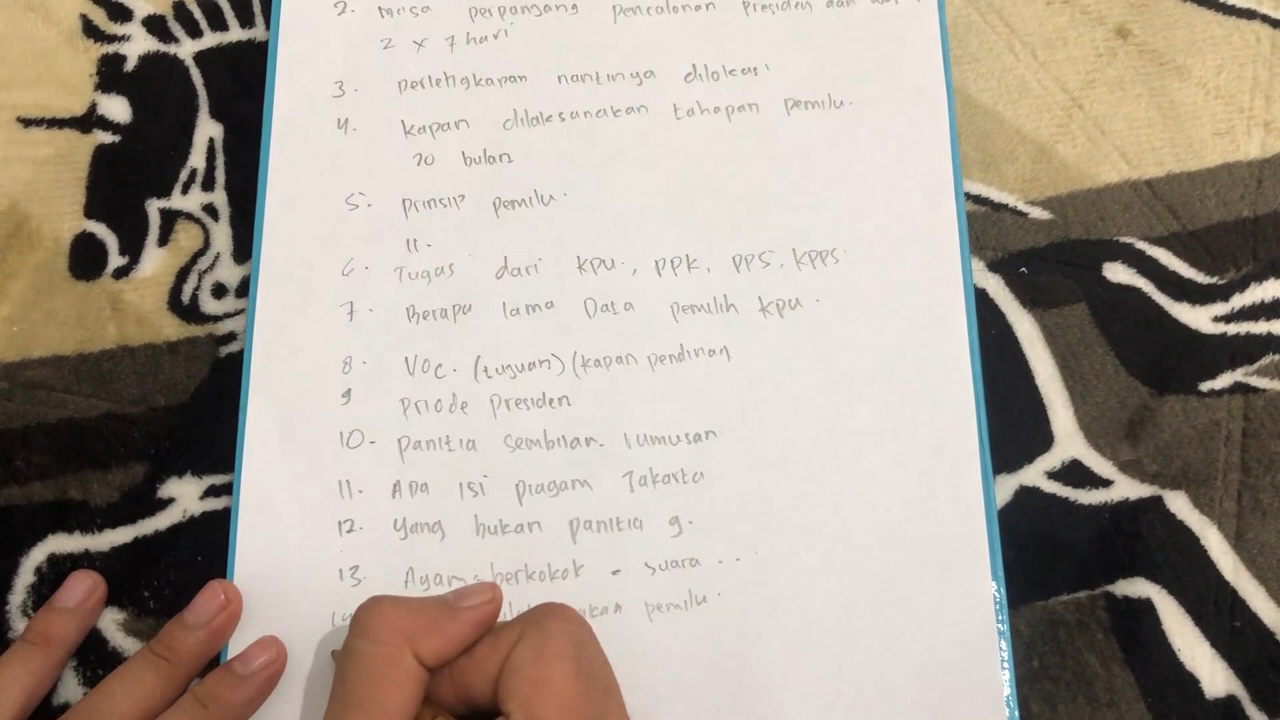 2. masa perpanjang pencalonan Presiden dan
2 x 7 hari
3. perlengkapan nantinya dilokasi
4. kapan dilaksanakan tahapan pemilu.
20 bulan
5. prinsip pemilu.
11.
6. Tugas dari KPU, PPK, PPS, KPPS.
7. Berapa lama Data pemilih kpu.
8. VOC. (tujuan) (kapan
9 Priode Presiden
10. panitia sembilan. rumusan
11. Apa isi piagam Jakarta
12. Yang bukan panitia 9.
13. Ayam berkokok = suara ..
14 pemilu.